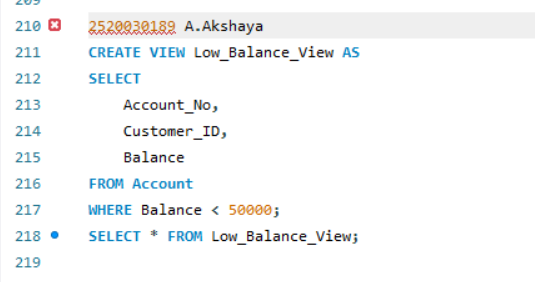 210 2520030189 A.Akshaya
211 CREATE VIEW Low_Balance_View AS
212 SELECT
213 Account_No,
214 Customer_ID,
215 Balance
216 FROM Account
217 WHERE Balance < 50000;
218 SELECT * FROM Low_Balance_View;
219